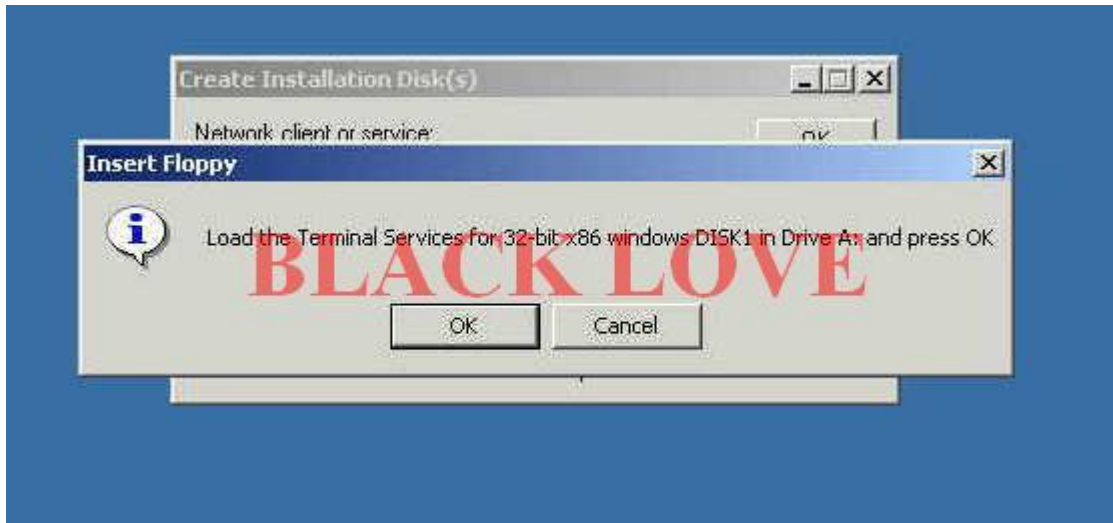 Create Installation Disk(s)
Network client or service:
OK
Insert Floppy
Load the Terminal Services for 32-bit x86 windows DISK1 in Drive A: and press OK
BLACK LOVE
OK
Cancel